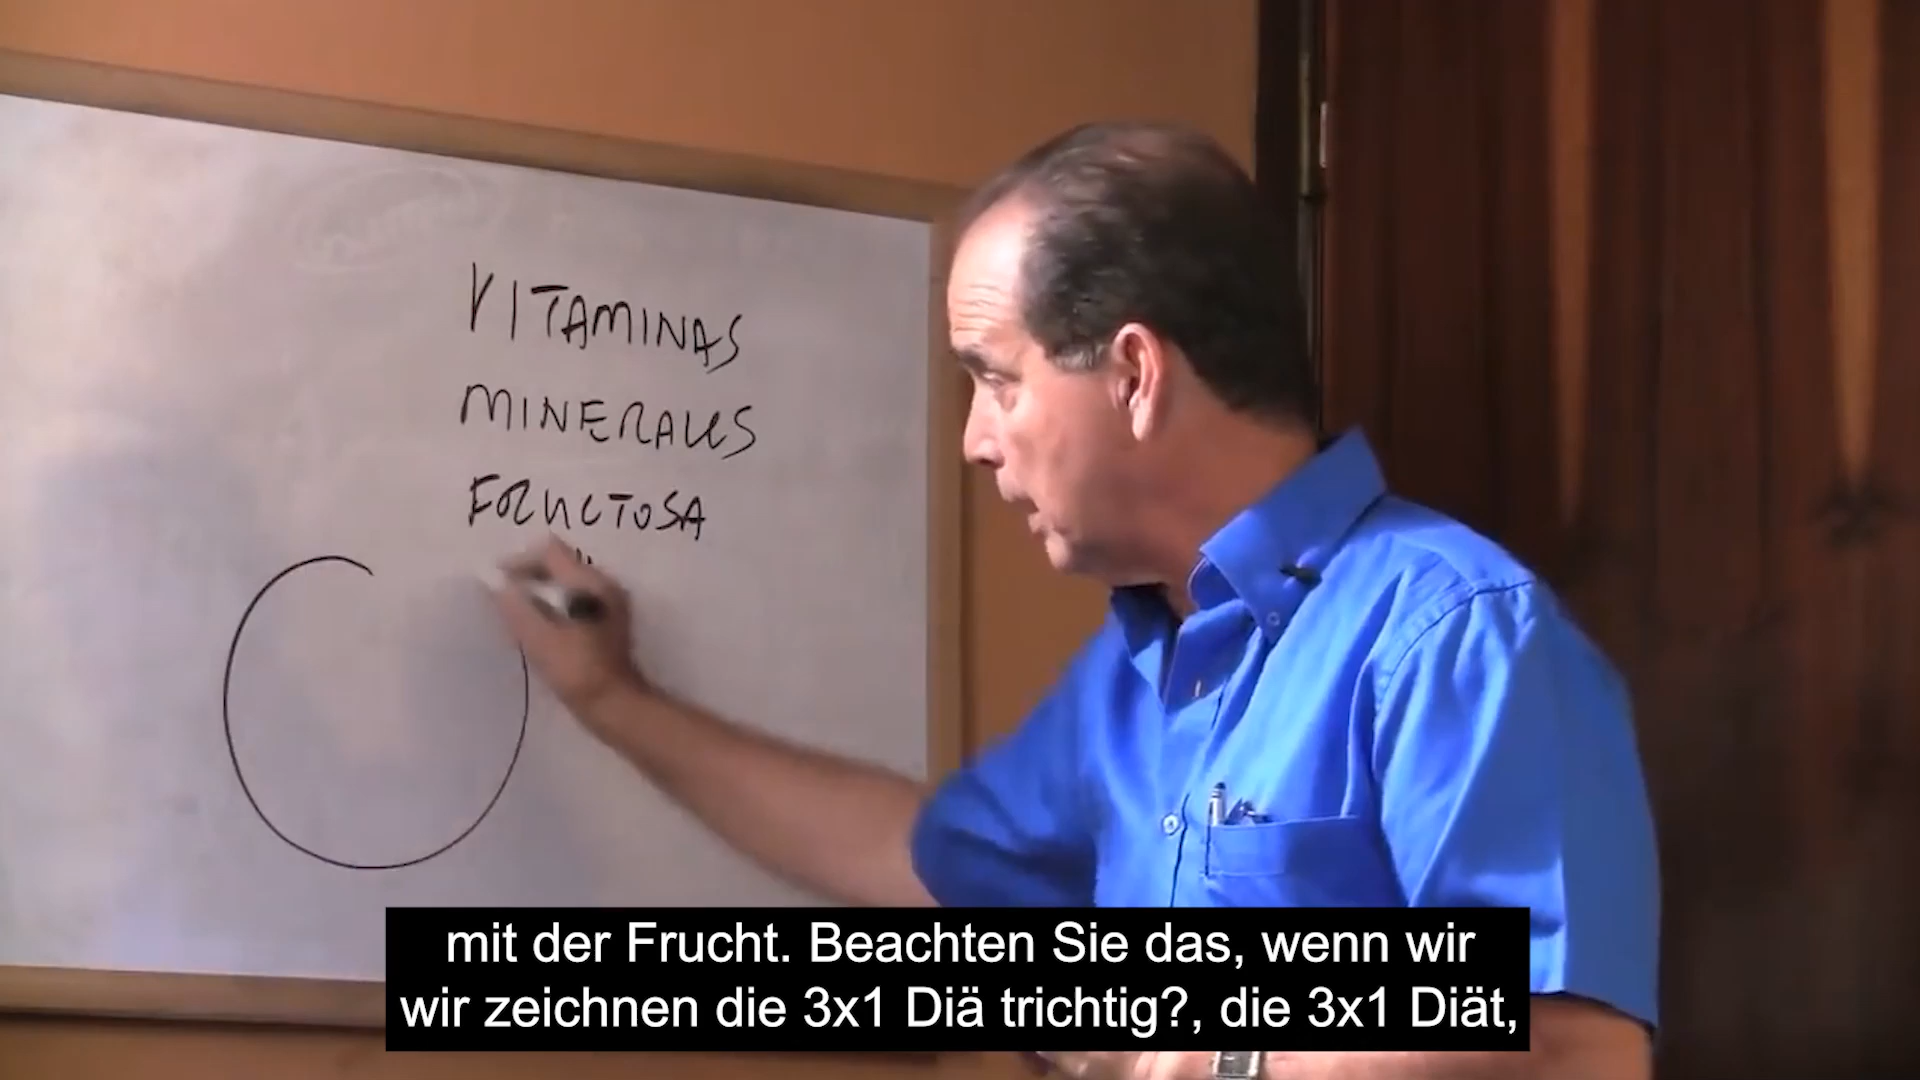 VITAMINAS
MINERALES
FRUCTOSA
mit der Frucht. Beachten Sie das, wenn wir
wir zeichnen die 3x1 Diä trichtig?, die 3x1 Diät,